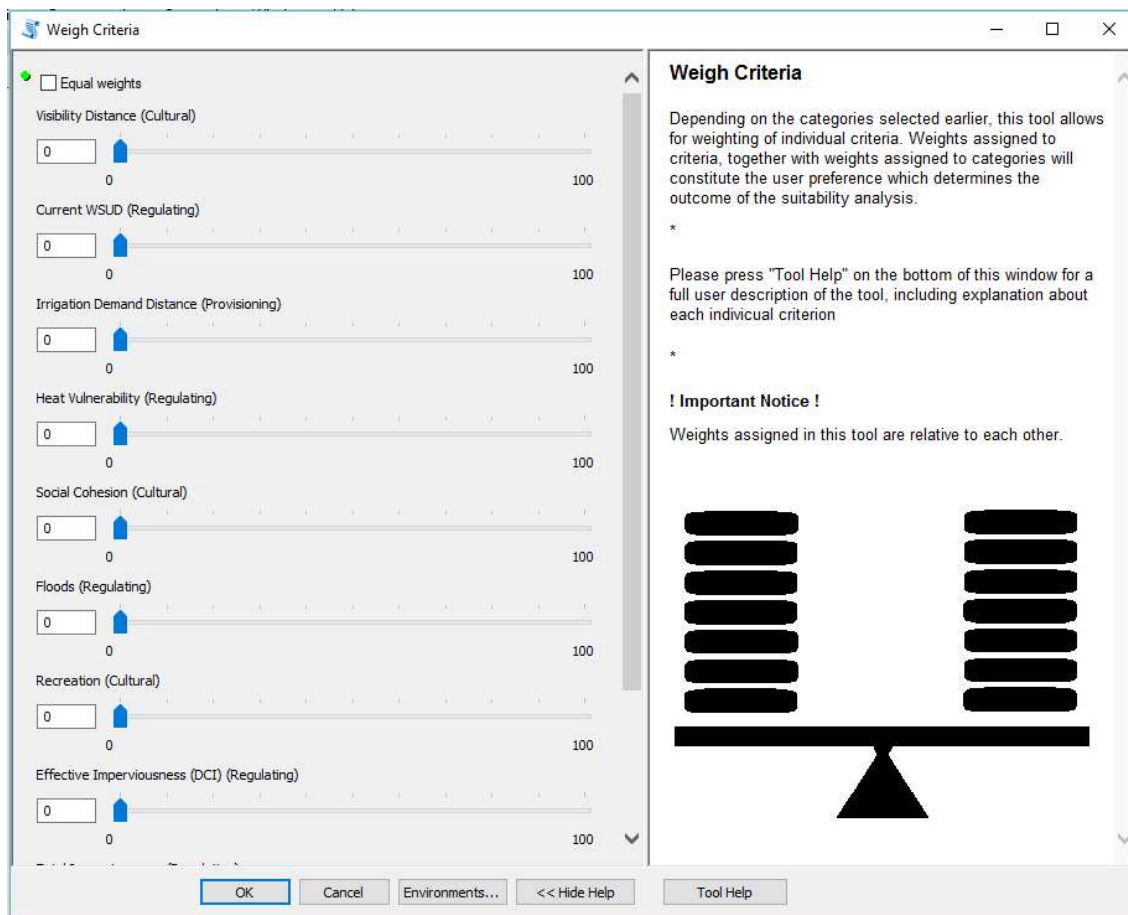 Weigh Criteria
Equal weights
Visibility Distance (Cultural)
0
0 100
Current WSUD (Regulating)
0
0 100
Irrigation Demand Distance (Provisioning)
0
0 100
Heat Vulnerability (Regulating)
0
0 100
Social Cohesion (Cultural)
0
0 100
Floods (Regulating)
0
0 100
Recreation (Cultural)
0
0 100
Effective Imperviousness (DCI) (Regulating)
0
0 100
Weigh Criteria
Depending on the categories selected earlier, this tool allows
for weighting of individual criteria. Weights assigned to
criteria, together with weights assigned to categories will
constitute the user preference which determines the
outcome of the suitability analysis.
*
Please press "Tool Help" on the bottom of this window for a
full user description of the tool, including explanation about
each indivicual criterion
*
! Important Notice !
Weights assigned in this tool are relative to each other.
OK Cancel Environments... << Hide Help Tool Help